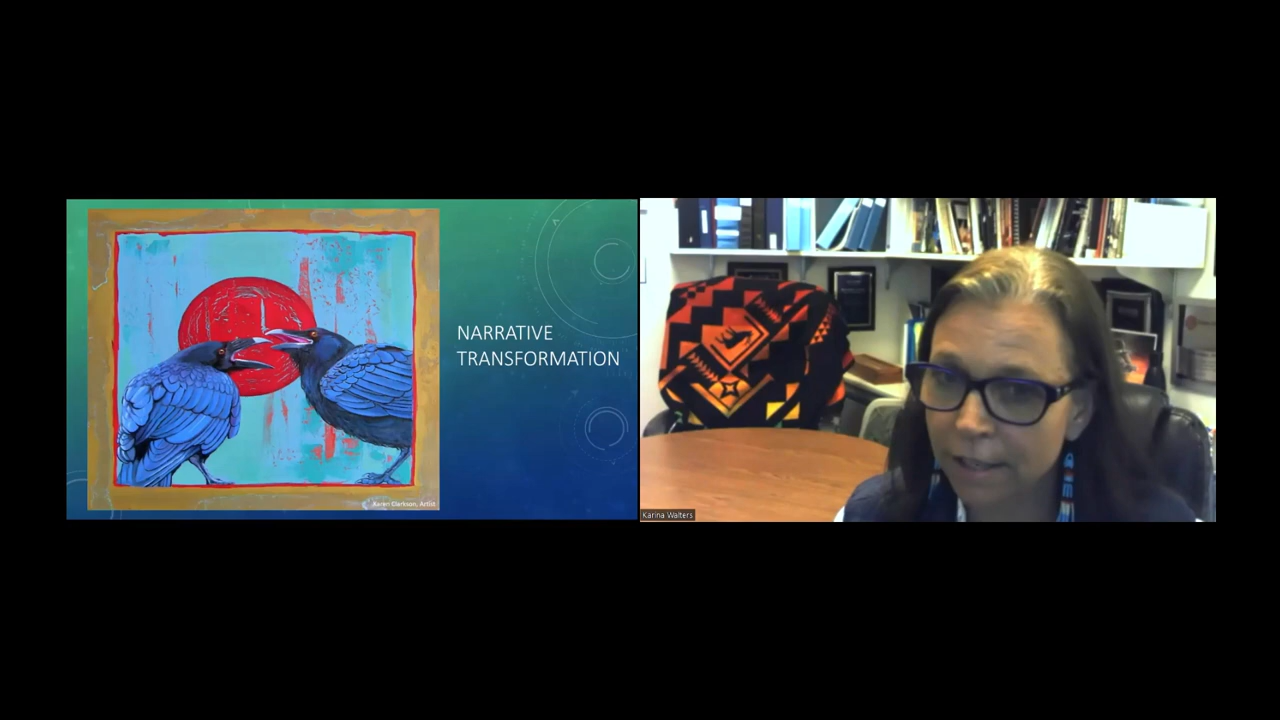 NARRATIVE
TRANSFORMATION
Karen Clarkson, Artist
Karina Walters